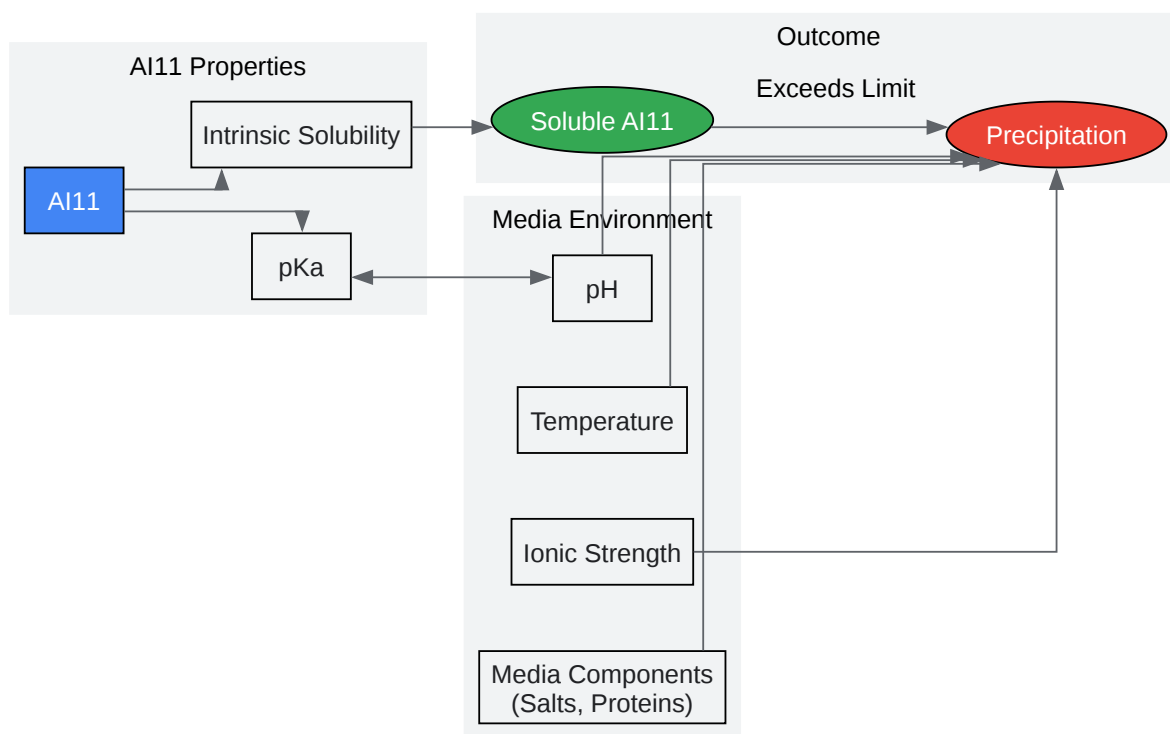 Outcome
AI11 Properties
Exceeds Limit
Intrinsic Solubility
Soluble AI11
Precipitation
AI11
Media Environment
pKa
pH
Temperature
Ionic Strength
Media Components
(Salts, Proteins)